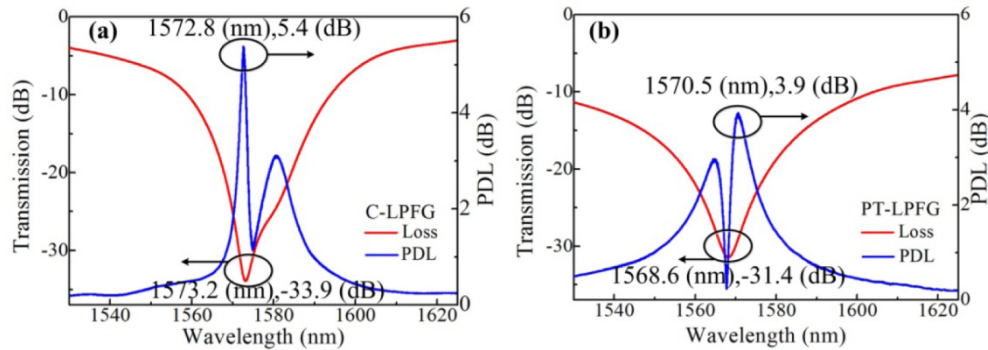 (a)
1572.8 (nm),5.4 (dB)
0
-10
-20
-30
Transmission (dB)
6
4
2
0
PDL (dB)
C-LPFG
Loss
PDL
1573.2 (nm),-33.9 (dB)
1540
1560
1580
1600
1620
Wavelength (nm)
(b)
1570.5 (nm),3.9 (dB)
0
-10
-20
-30
Transmission (dB)
6
4
2
0
PDL (dB)
PT-LPFG
Loss
PDL
1568.6 (nm),-31.4 (dB)
1540
1560
1580
1600
1620
Wavelength (nm)